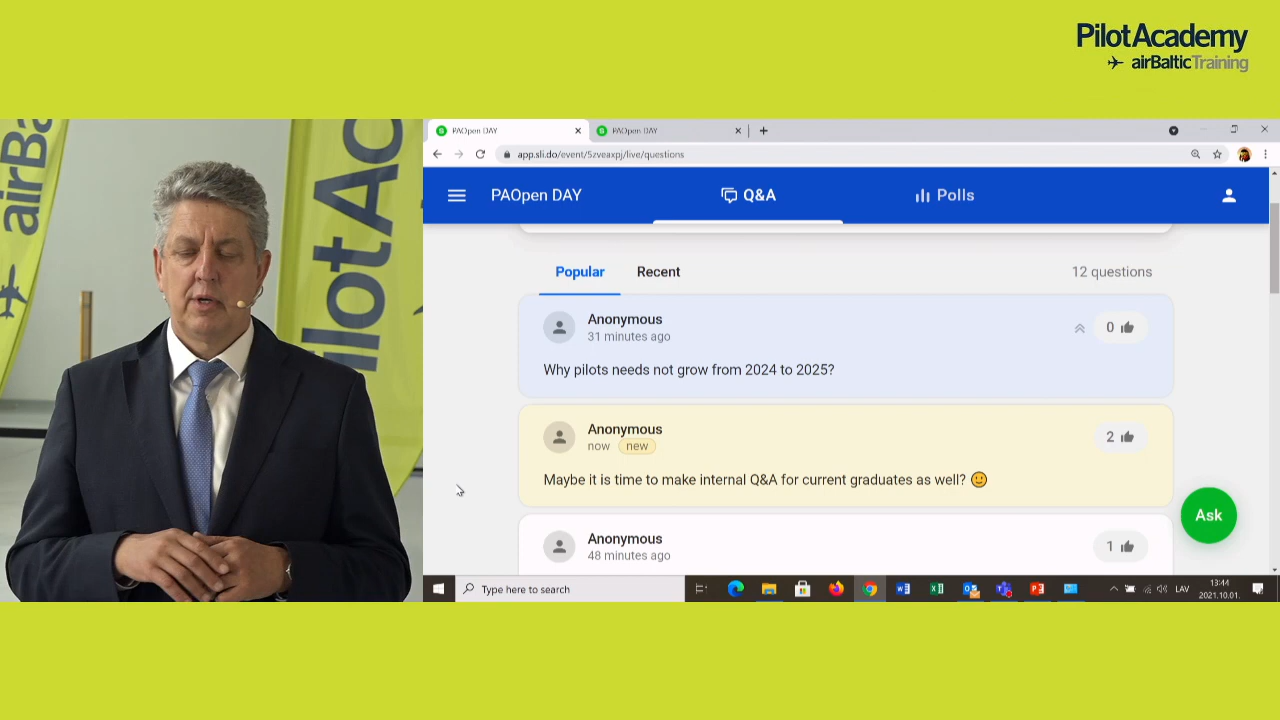 PilotAcademy
airBalticTraining
airBa
ilotAc
PAOpen DAY
PAOpen DAY
app.sli.do/event/5zveaxpj/live/questions
PAOpen DAY
Q&A
Polls
Popular
Recent
12 questions
Anonymous
31 minutes ago
0
Why pilots needs not grow from 2024 to 2025?
Anonymous
now new
2
Maybe it is time to make internal Q&A for current graduates as well? 🙂
Ask
Anonymous
48 minutes ago
1
Type here to search
LAV
13:44
2021.10.01.